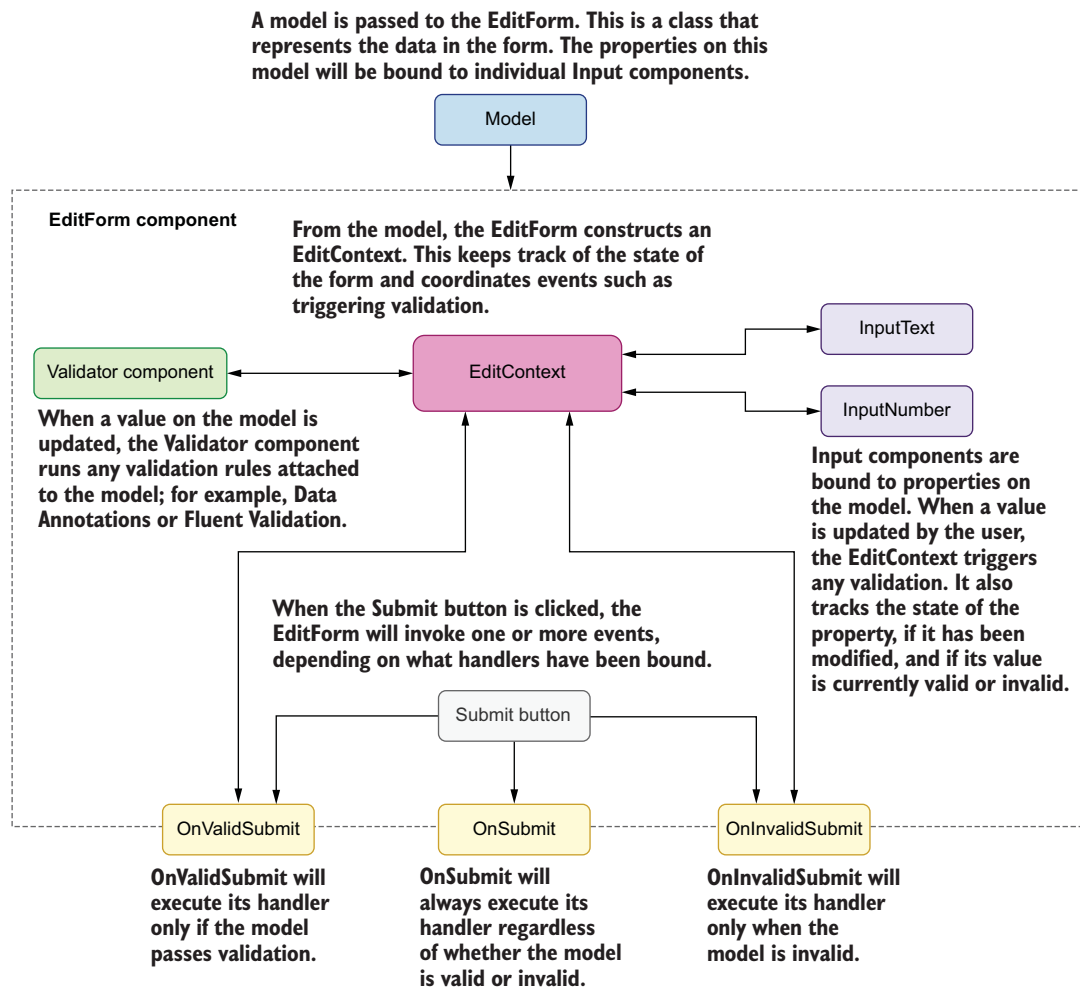 A model is passed to the EditForm. This is a class that
represents the data in the form. The properties on this
model will be bound to individual Input components.
Model
EditForm component
From the model, the EditForm constructs an
EditContext. This keeps track of the state of
the form and coordinates events such as
triggering validation.
InputText
Validator component
EditContext
InputNumber
When a value on the model is
updated, the Validator component
runs any validation rules attached
to the model; for example, Data
Annotations or Fluent Validation.
Input components are
bound to properties on
the model. When a value
is updated by the user,
the EditContext triggers
any validation. It also
tracks the state of the
property, if it has been
modified, and if its value
is currently valid or invalid.
When the Submit button is clicked, the
EditForm will invoke one or more events,
depending on what handlers have been bound.
Submit button
OnValidSubmit
OnSubmit
OnInvalidSubmit
OnValidSubmit will
execute its handler
only if the model
passes validation.
OnSubmit will
always execute its
handler regardless
of whether the model
is valid or invalid.
OnInvalidSubmit will
execute its handler
only when the
model is invalid.